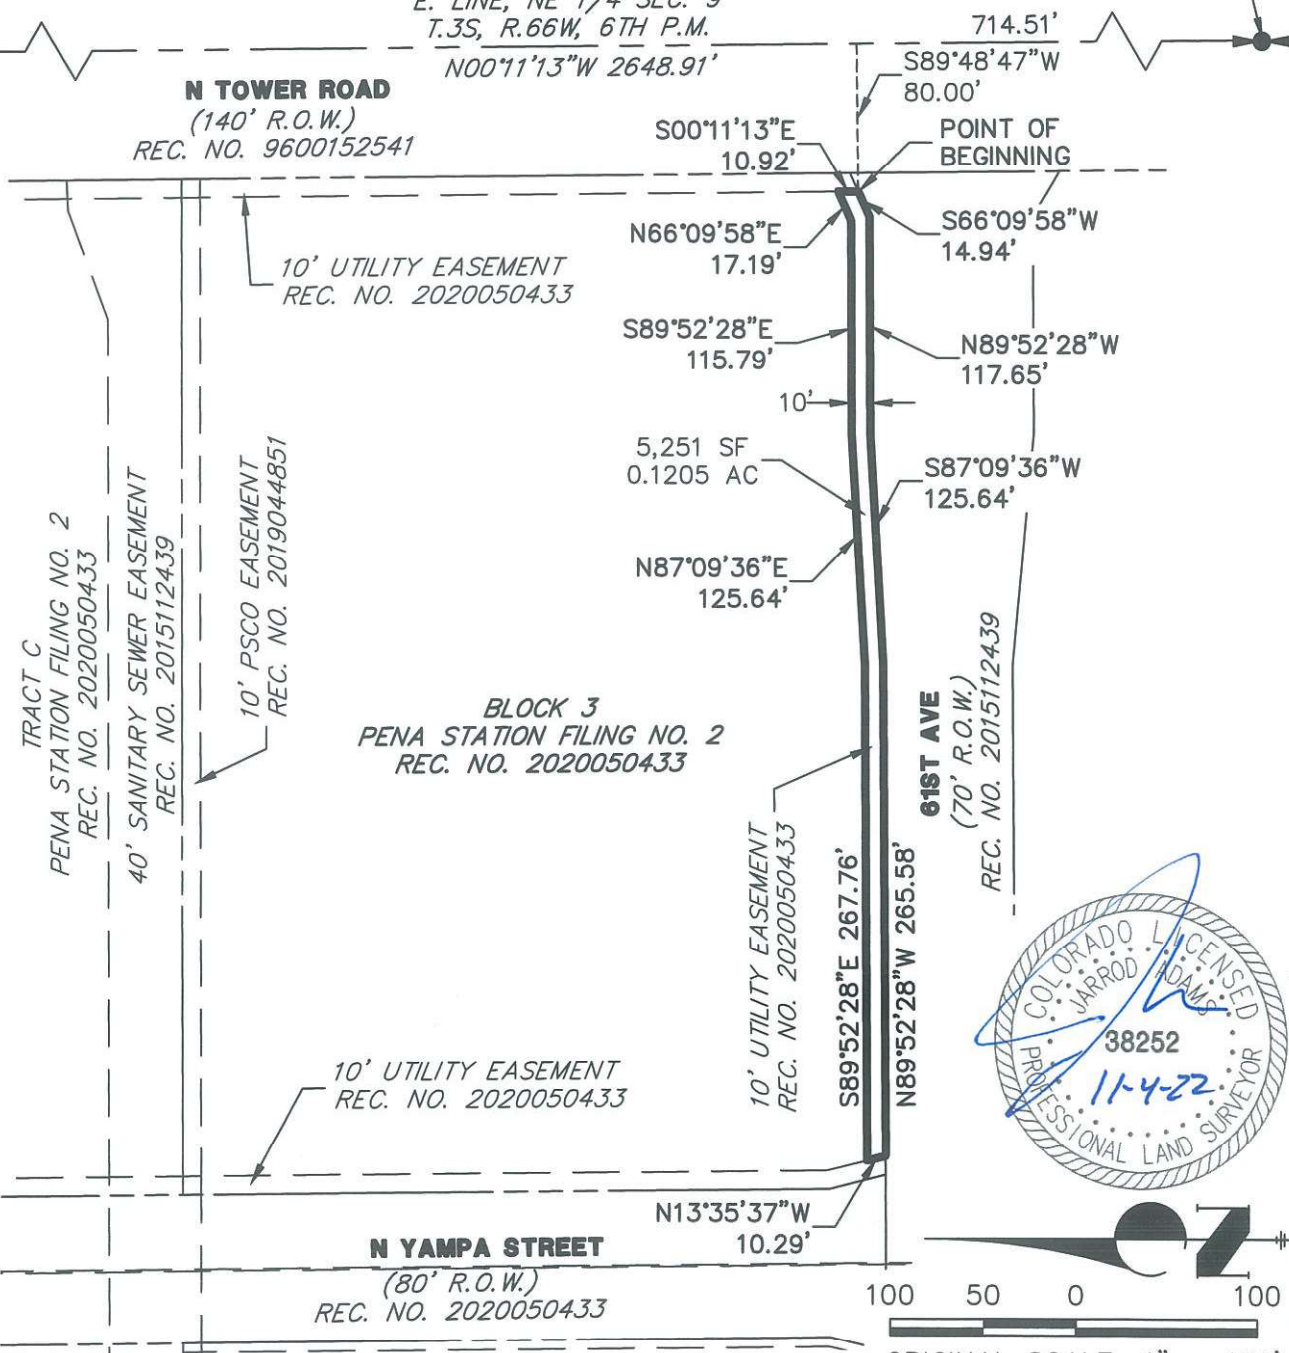 E. LINE, NE 1/4 SEC. 9
T.3S, R.66W, 6TH P.M.
N00°11'13"W 2648.91'
714.51'
S89°48'47"W
80.00'
N TOWER ROAD
(140' R.O.W.)
REC. NO. 9600152541
S00°11'13"E
10.92'
POINT OF
BEGINNING
N66°09'58"E
17.19'
S66°09'58"W
14.94'
10' UTILITY EASEMENT
REC. NO. 2020050433
S89°52'28"E
115.79'
N89°52'28"W
117.65'
10'
5,251 SF
0.1205 AC
S87°09'36"W
125.64'
N87°09'36"E
125.64'
TRACT C
PENA STATION FILING NO. 2
REC. NO. 2020050433
40' SANITARY SEWER EASEMENT
REC. NO. 2015112439
10' PSCO EASEMENT
REC. NO. 2019044851
BLOCK 3
PENA STATION FILING NO. 2
REC. NO. 2020050433
61ST AVE
(70' R.O.W.)
REC. NO. 2015112439
10' UTILITY EASEMENT
REC. NO. 2020050433
S89°52'28"E 267.76'
N89°52'28"W 265.58'
COLORADO LICENSED
JARROD ADAMS
38252
11-4-22
PROFESSIONAL LAND SURVEYOR
10' UTILITY EASEMENT
REC. NO. 2020050433
N13°35'37"W
10.29'
N YAMPA STREET
(80' R.O.W.)
REC. NO. 2020050433
N
100 50 0 100